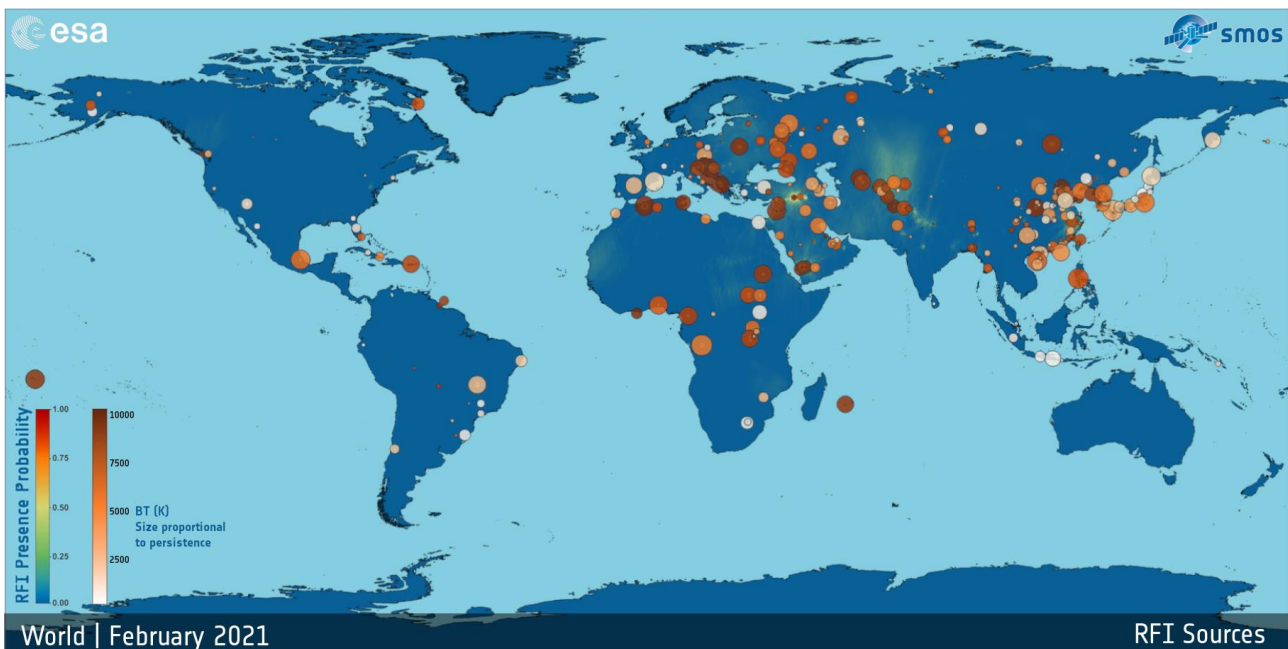 esa
smos
RFI Presence Probability
1.00
0.75
0.50
0.25
0.00
10000
7500
5000
2500
BT (K)
Size proportional
to persistence
World | February 2021
RFI Sources